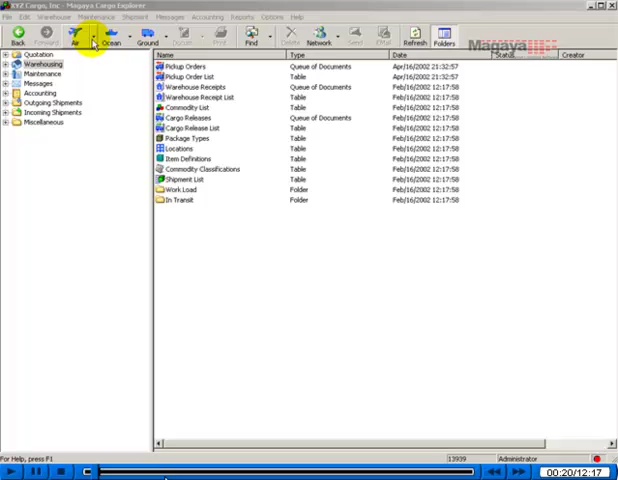 XYZ Cargo, Inc - Magaya Cargo Explorer
File Edit Warehouse Maintenance Shipment Messages Accounting Reports Options Help
Back Forward Air Ocean Ground Docum Print Find Delete Network Send EMail Refresh Folders
Magaya
Quotation
Warehousing
Maintenance
Messages
Accounting
Outgoing Shipments
Incoming Shipments
Miscellaneous
Name Type Date Status Creator
Pickup Orders Queue of Documents Apr/16/2002 21:32:57
Pickup Order List Table Apr/16/2002 21:32:57
Warehouse Receipts Queue of Documents Feb/16/2002 12:17:58
Warehouse Receipt List Table Feb/16/2002 12:17:58
Commodity List Table Feb/16/2002 12:17:58
Cargo Releases Queue of Documents Feb/16/2002 12:17:58
Cargo Release List Table Feb/16/2002 12:17:58
Package Types Table Feb/16/2002 12:17:58
Locations Table Feb/16/2002 12:17:58
Item Definitions Table Feb/16/2002 12:17:58
Commodity Classifications Table Feb/16/2002 12:17:58
Shipment List Table Feb/16/2002 12:17:58
Work Load Folder Feb/16/2002 12:17:58
In Transit Folder Feb/16/2002 12:17:58
For Help, press F1 13939 Administrator
00:20/12:17